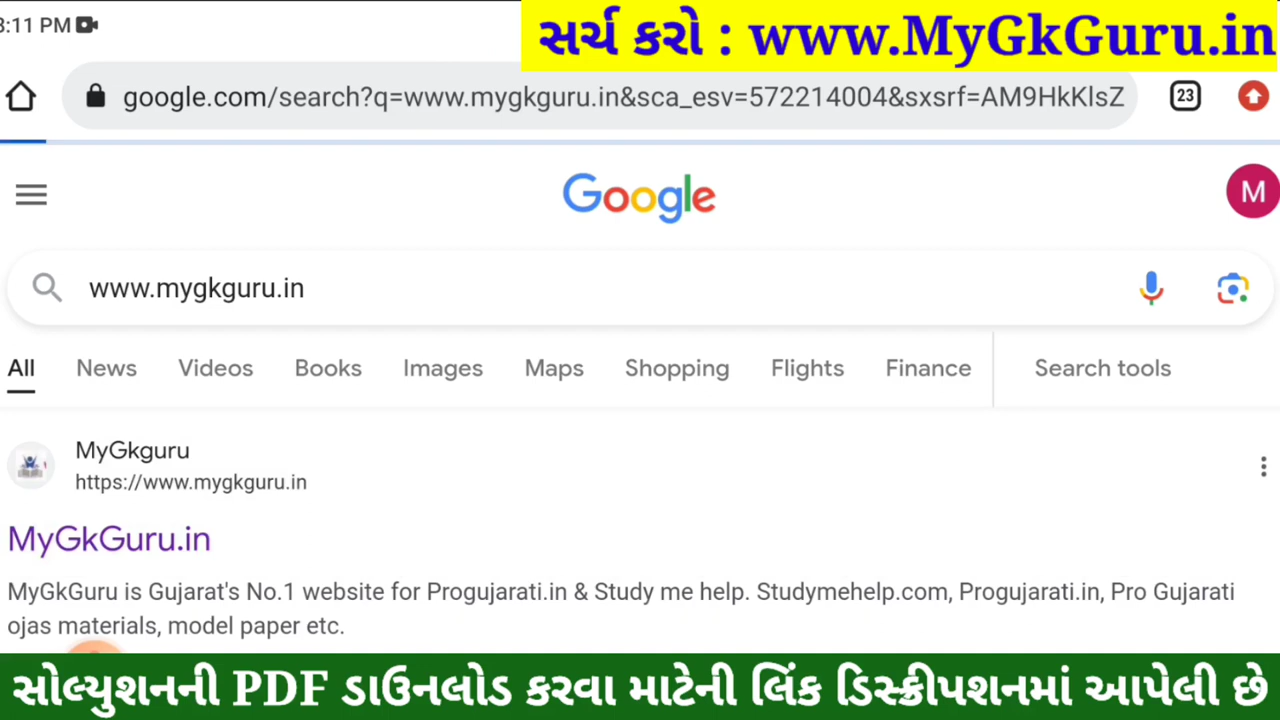 3:11 PM
સર્ચ કરો : www.MyGkGuru.in
google.com/search?q=www.mygkguru.in&sca_esv=572214004&sxsrf=AM9HkKlsZ
23
Google
M
www.mygkguru.in
All News Videos Books Images Maps Shopping Flights Finance Search tools
MyGkguru
https://www.mygkguru.in
MyGkGuru.in
MyGkGuru is Gujarat's No.1 website for Progujarati.in & Study me help. Studymehelp.com, Progujarati.in, Pro Gujarati
ojas materials, model paper etc.
સોલ્યુશનની PDF ડાઉનલોડ કરવા માટેની લિંક ડિસ્ક્રીપશનમાં આપેલી છે